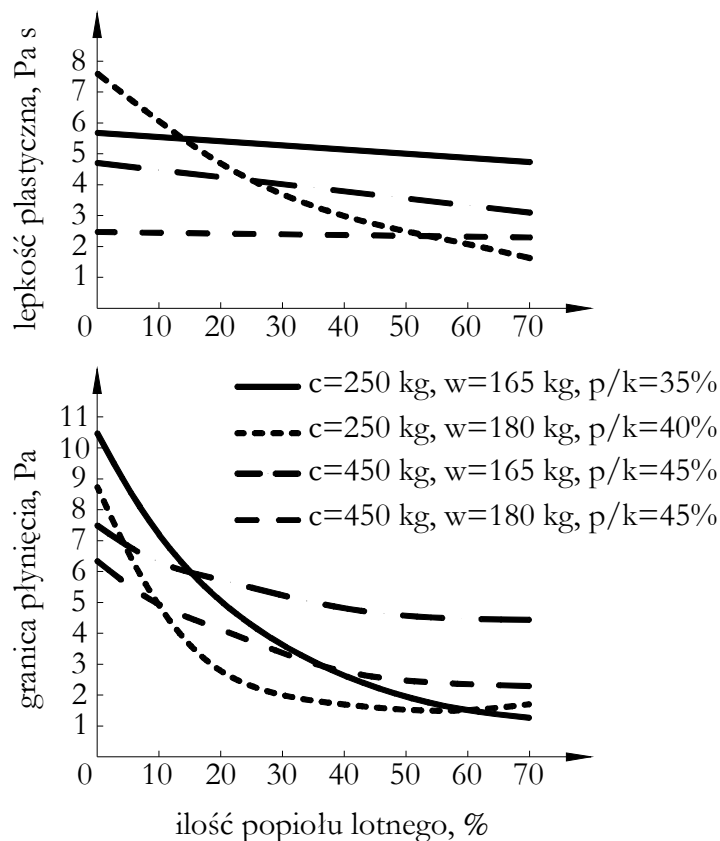 lepkość plastyczna, Pa s
8
7
6
5
4
3
2
1
0 10 20 30 40 50 60 70
granica płynięcia, Pa
11
10
9
8
7
6
5
4
3
2
1
0 10 20 30 40 50 60 70
c=250 kg, w=165 kg, p/k=35%
c=250 kg, w=180 kg, p/k=40%
c=450 kg, w=165 kg, p/k=45%
c=450 kg, w=180 kg, p/k=45%
ilość popiołu lotnego, %